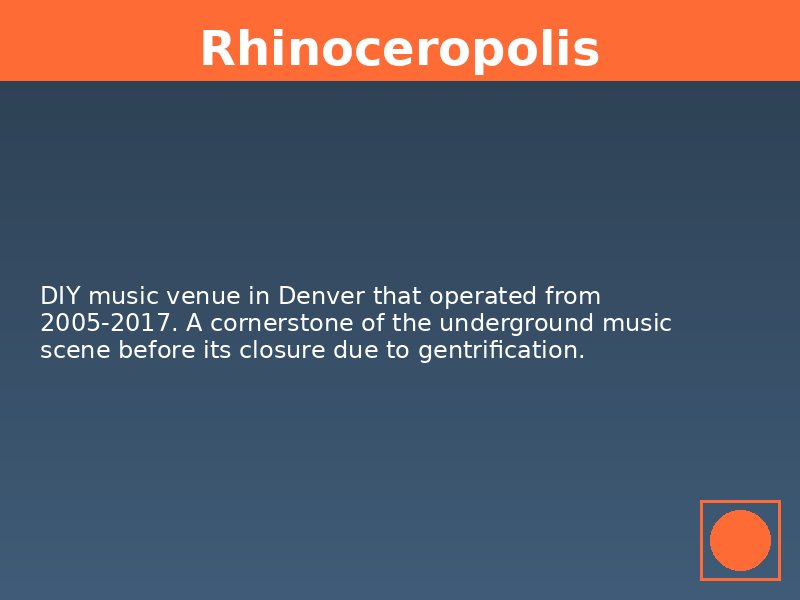 Rhinoceropolis
DIY music venue in Denver that operated from
2005-2017. A cornerstone of the underground music
scene before its closure due to gentrification.